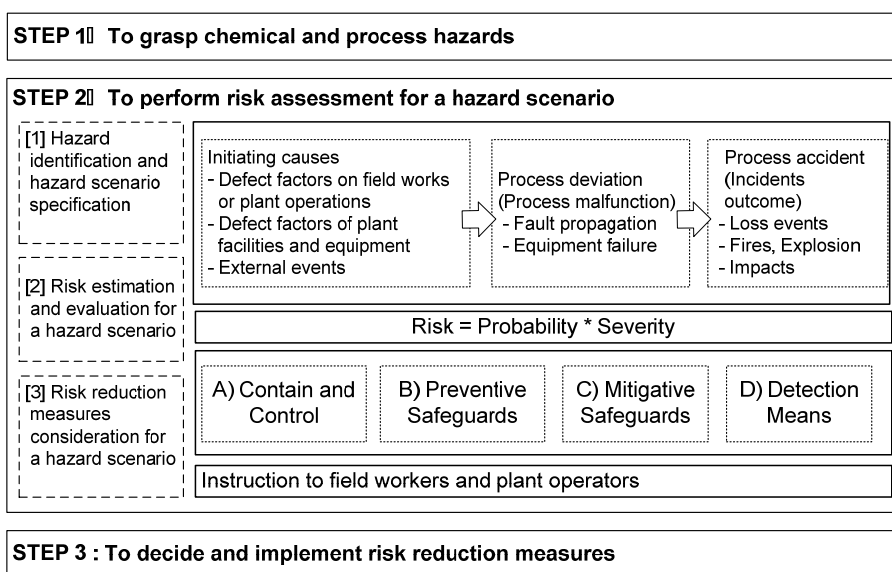 STEP 1 To grasp chemical and process hazards
STEP 2 To perform risk assessment for a hazard scenario
[1] Hazard
identification and
hazard scenario
specification
Initiating causes
- Defect factors on field works
or plant operations
- Defect factors of plant
facilities and equipment
- External events
Process deviation
(Process malfunction)
- Fault propagation
- Equipment failure
Process accident
(Incidents
outcome)
- Loss events
- Fires, Explosion
- Impacts
[2] Risk estimation
and evaluation for
a hazard scenario
Risk = Probability * Severity
[3] Risk reduction
measures
consideration for
a hazard scenario
A) Contain and
Control
B) Preventive
Safeguards
C) Mitigative
Safeguards
D) Detection
Means
Instruction to field workers and plant operators
STEP 3 : To decide and implement risk reduction measures